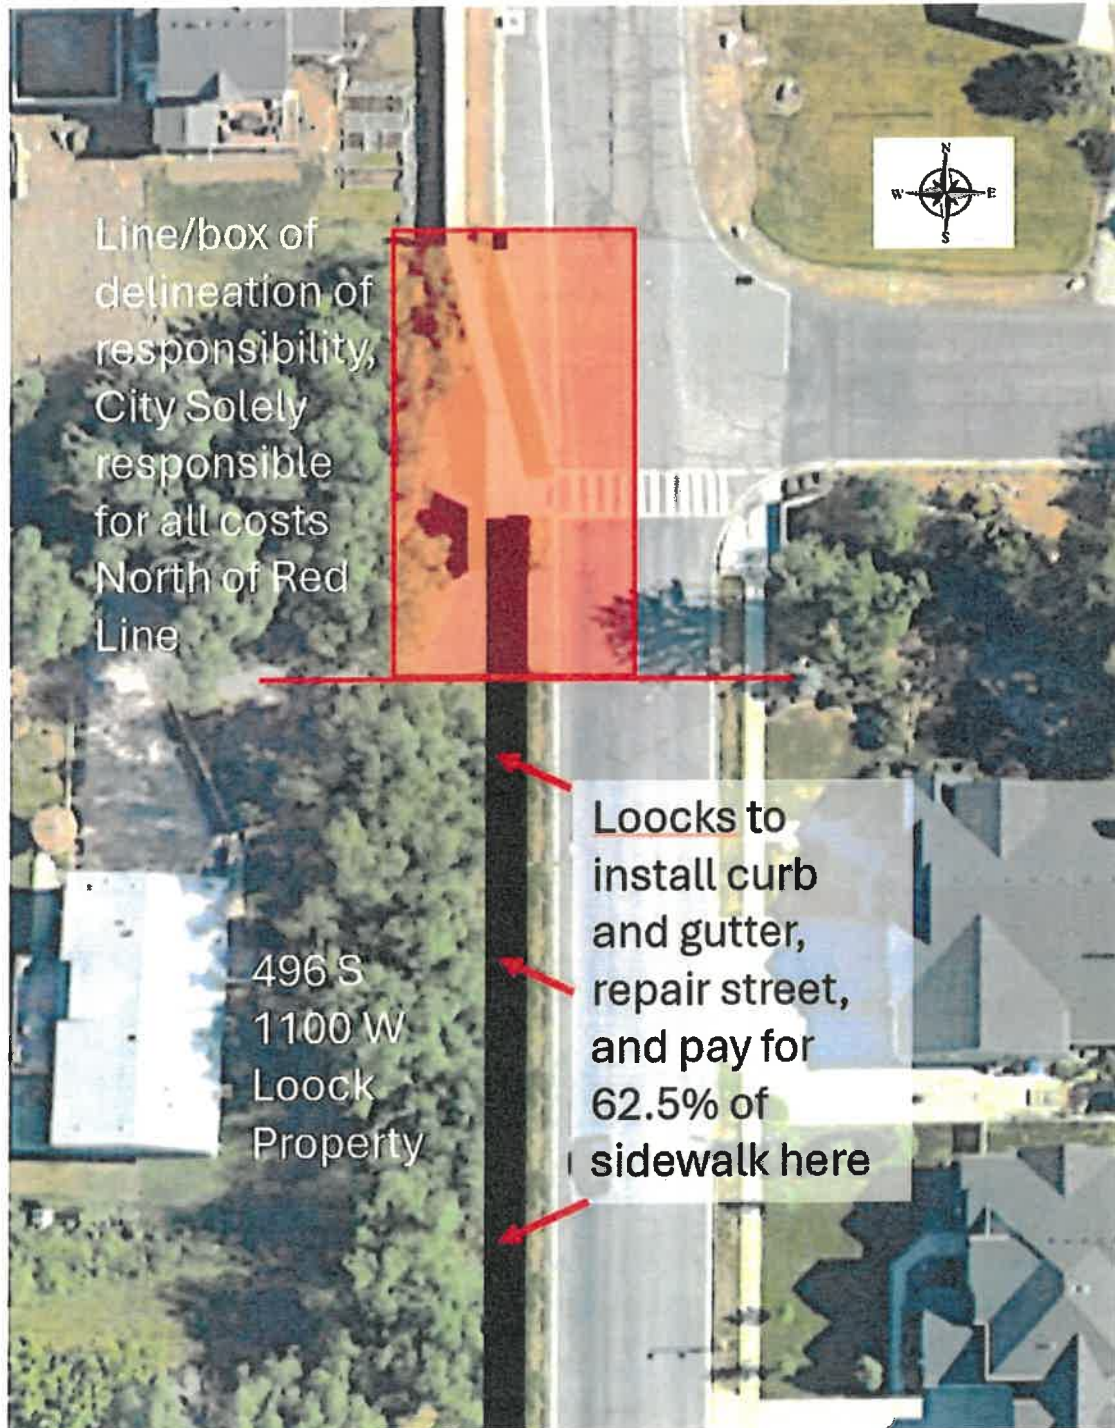 N
W E
S
Line/box of
delineation of
responsibility,
City Solely
responsible
for all costs
North of Red
Line
Loocks to
install curb
and gutter,
repair street,
and pay for
62.5% of
sidewalk here
496 S
1100 W
Loock
Property